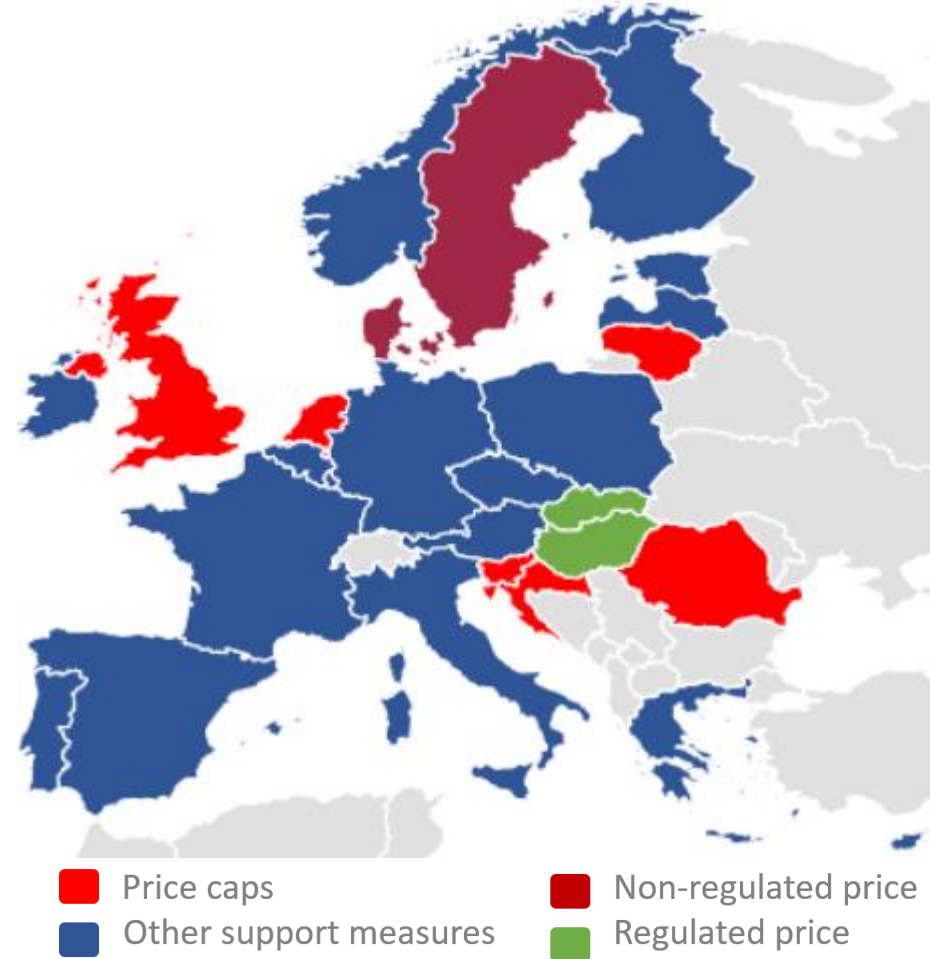 Price caps
Non-regulated price
Other support measures
Regulated price